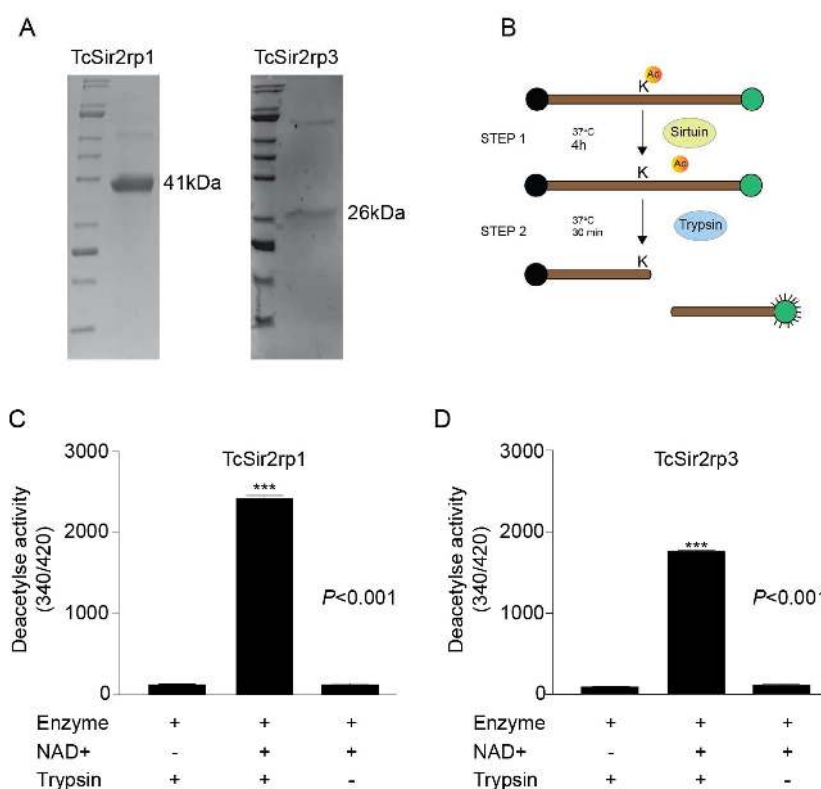 A
TcSir2rp1
TcSir2rp3
41kDa
26kDa
B
Ac
K
STEP 1
37°C
4h
Sirtuin
K
Ac
STEP 2
37°C
30 min
Trypsin
K
C
TcSir2rp1
Deacetylse activity
(340/420)
3000
2000
1000
0
***
P<0.001
Enzyme + + +
NAD+ - + +
Trypsin + + -
D
TcSir2rp3
Deacetylse activity
(340/420)
3000
2000
1000
0
***
P<0.001
Enzyme + + +
NAD+ - + +
Trypsin + + -